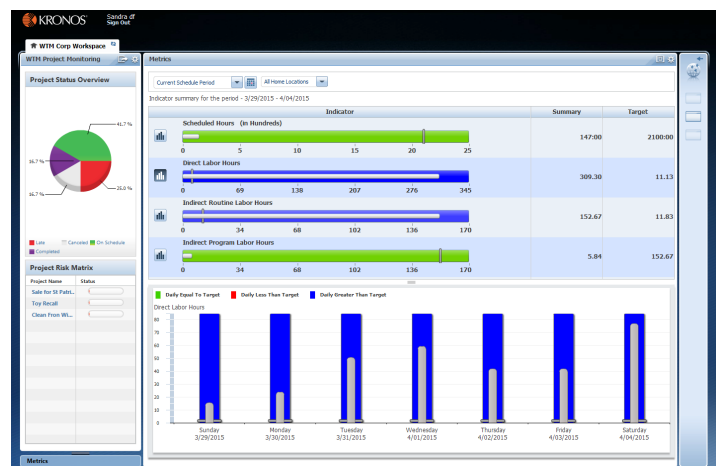 KRONOS Sandra df
Sign Out
WTM Corp Workspace
WTM Project Monitoring
Project Status Overview
41.7 %
16.7 %
16.7 %
25.0 %
Late Canceled On Schedule
Completed
Project Risk Matrix
Project Name Status
Sale for St Patri...
Toy Recall
Clean Fron Wi...
Metrics
Metrics
Current Schedule Period All Home Locations
Indicator summary for the period - 3/29/2015 - 4/04/2015
Indicator Summary Target
Scheduled Hours (in Hundreds)
147:00 2100:00
0 5 10 15 20 25
Direct Labor Hours
309.30 11.13
0 69 138 207 276 345
Indirect Routine Labor Hours
152.67 11.83
0 34 68 102 136 170
Indirect Program Labor Hours
5.84 152.67
0 34 68 102 136 170
Daily Equal To Target Daily Less Than Target Daily Greater Than Target
Direct Labor Hours
80
70
60
50
40
30
20
10
0
Sunday Monday Tuesday Wednesday Thursday Friday Saturday
3/29/2015 3/30/2015 3/31/2015 4/01/2015 4/02/2015 4/03/2015 4/04/2015